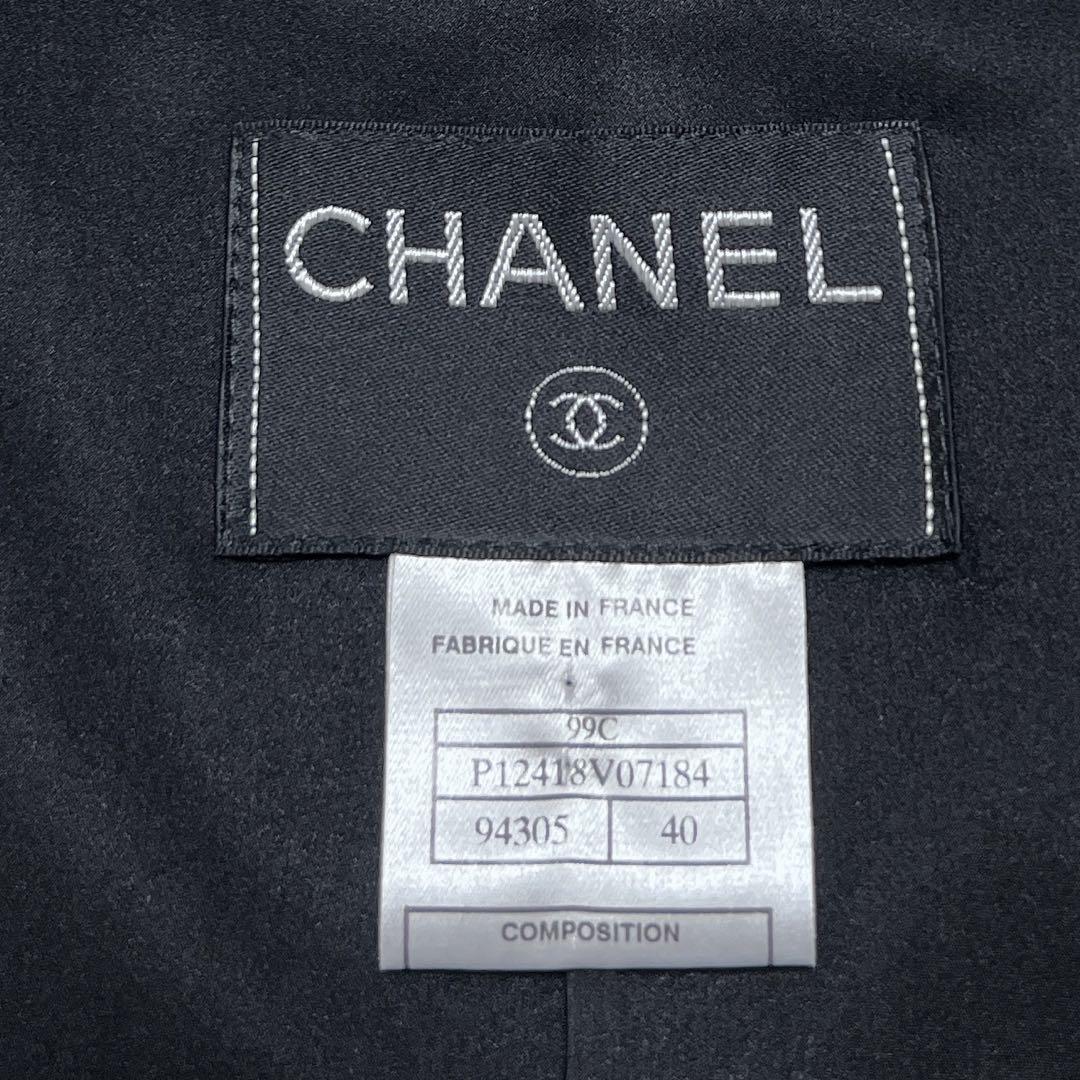 CHANEL
MADE IN FRANCE
FABRIQUE EN FRANCE
99C
P12418V07184
94305 40
COMPOSITION